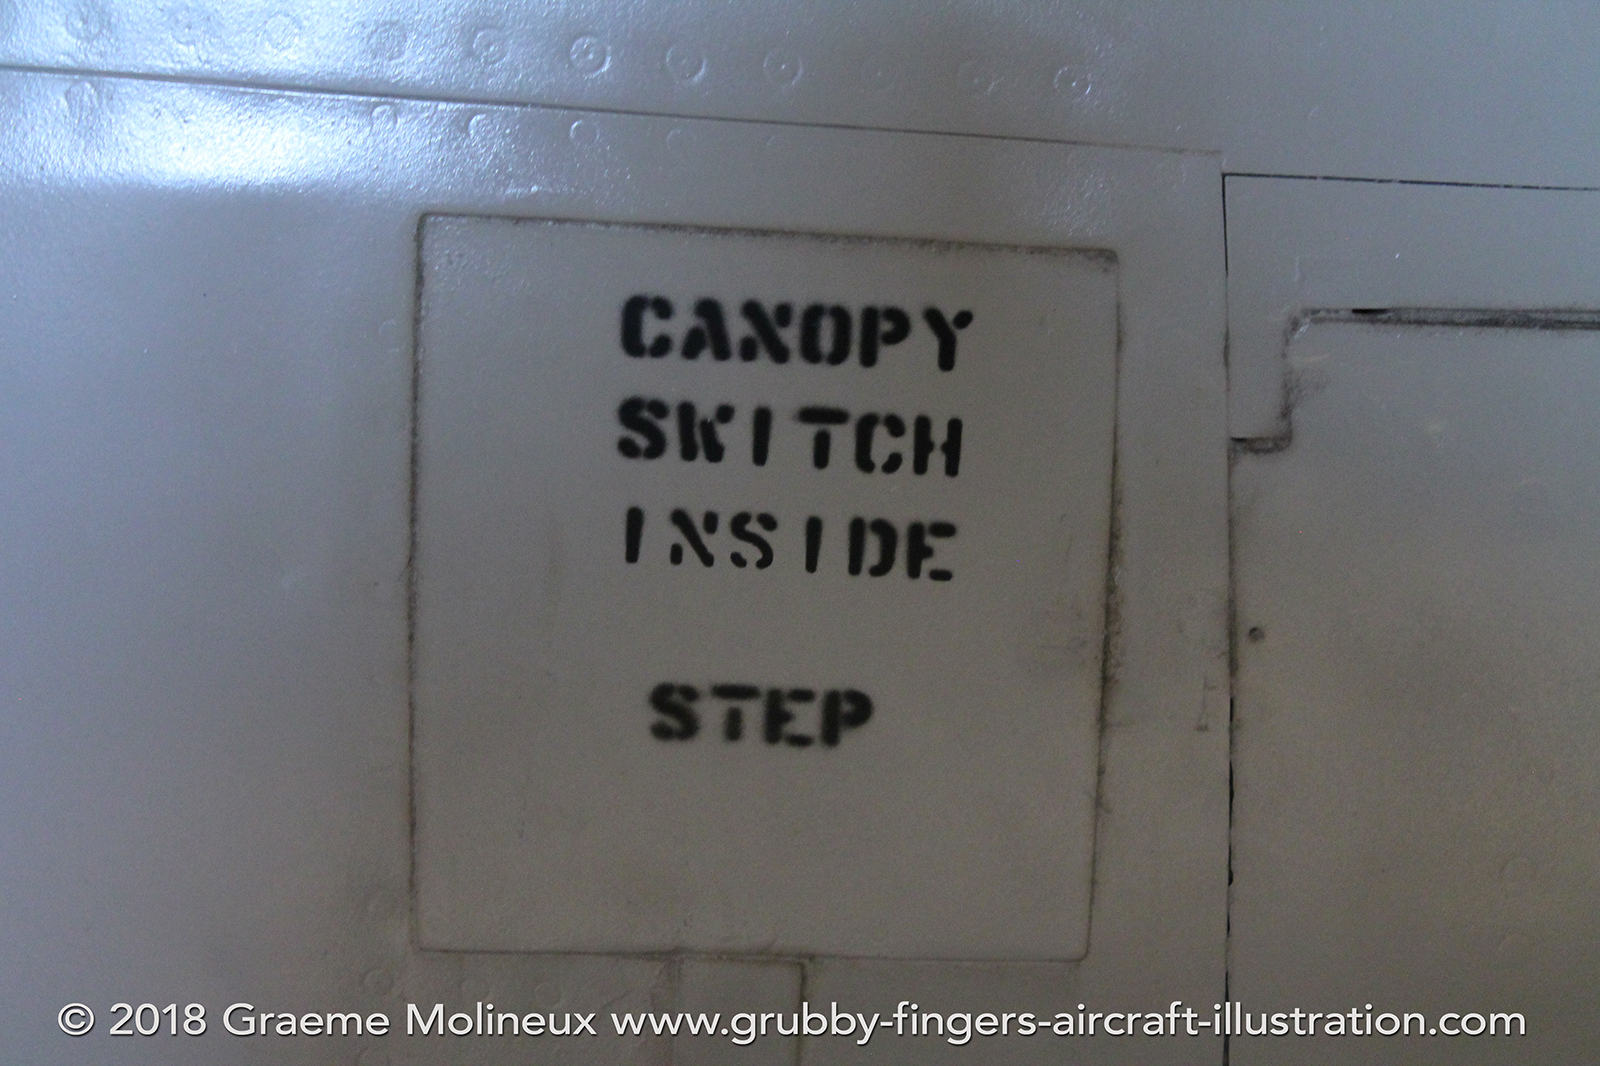 CANOPY
SWITCH
INSIDE
STEP
© 2018 Graeme Molineux www.grubby-fingers-aircraft-illustration.com